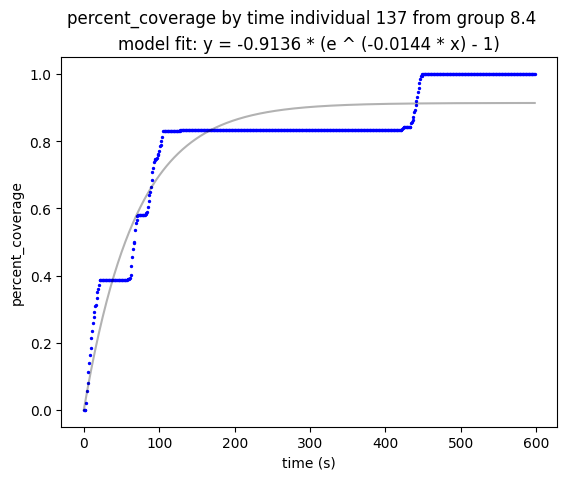 percent_coverage by time individual 137 from group 8.4
model fit: y = -0.9136 * (e ^ (-0.0144 * x) - 1)
1.0
0.8
0.6
0.4
0.2
0.0
percent_coverage
0 100 200 300 400 500 600
time (s)